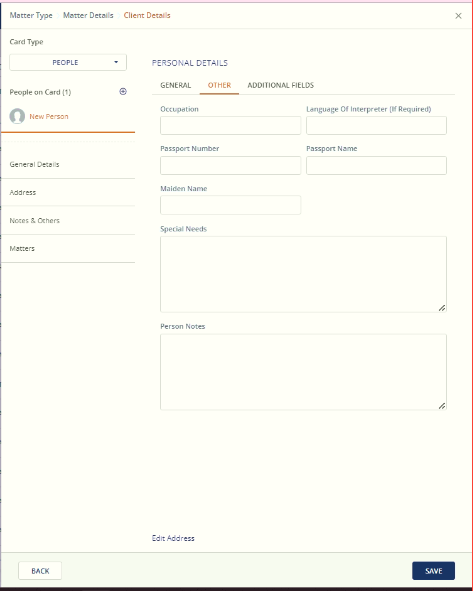 Matter Type Matter Details Client Details
Card Type
PEOPLE
People on Card (1)
New Person
General Details
Address
Notes & Others
Matters
PERSONAL DETAILS
GENERAL OTHER ADDITIONAL FIELDS
Occupation Language Of Interpreter (If Required)
Passport Number Passport Name
Maiden Name
Special Needs
Person Notes
Edit Address
BACK SAVE